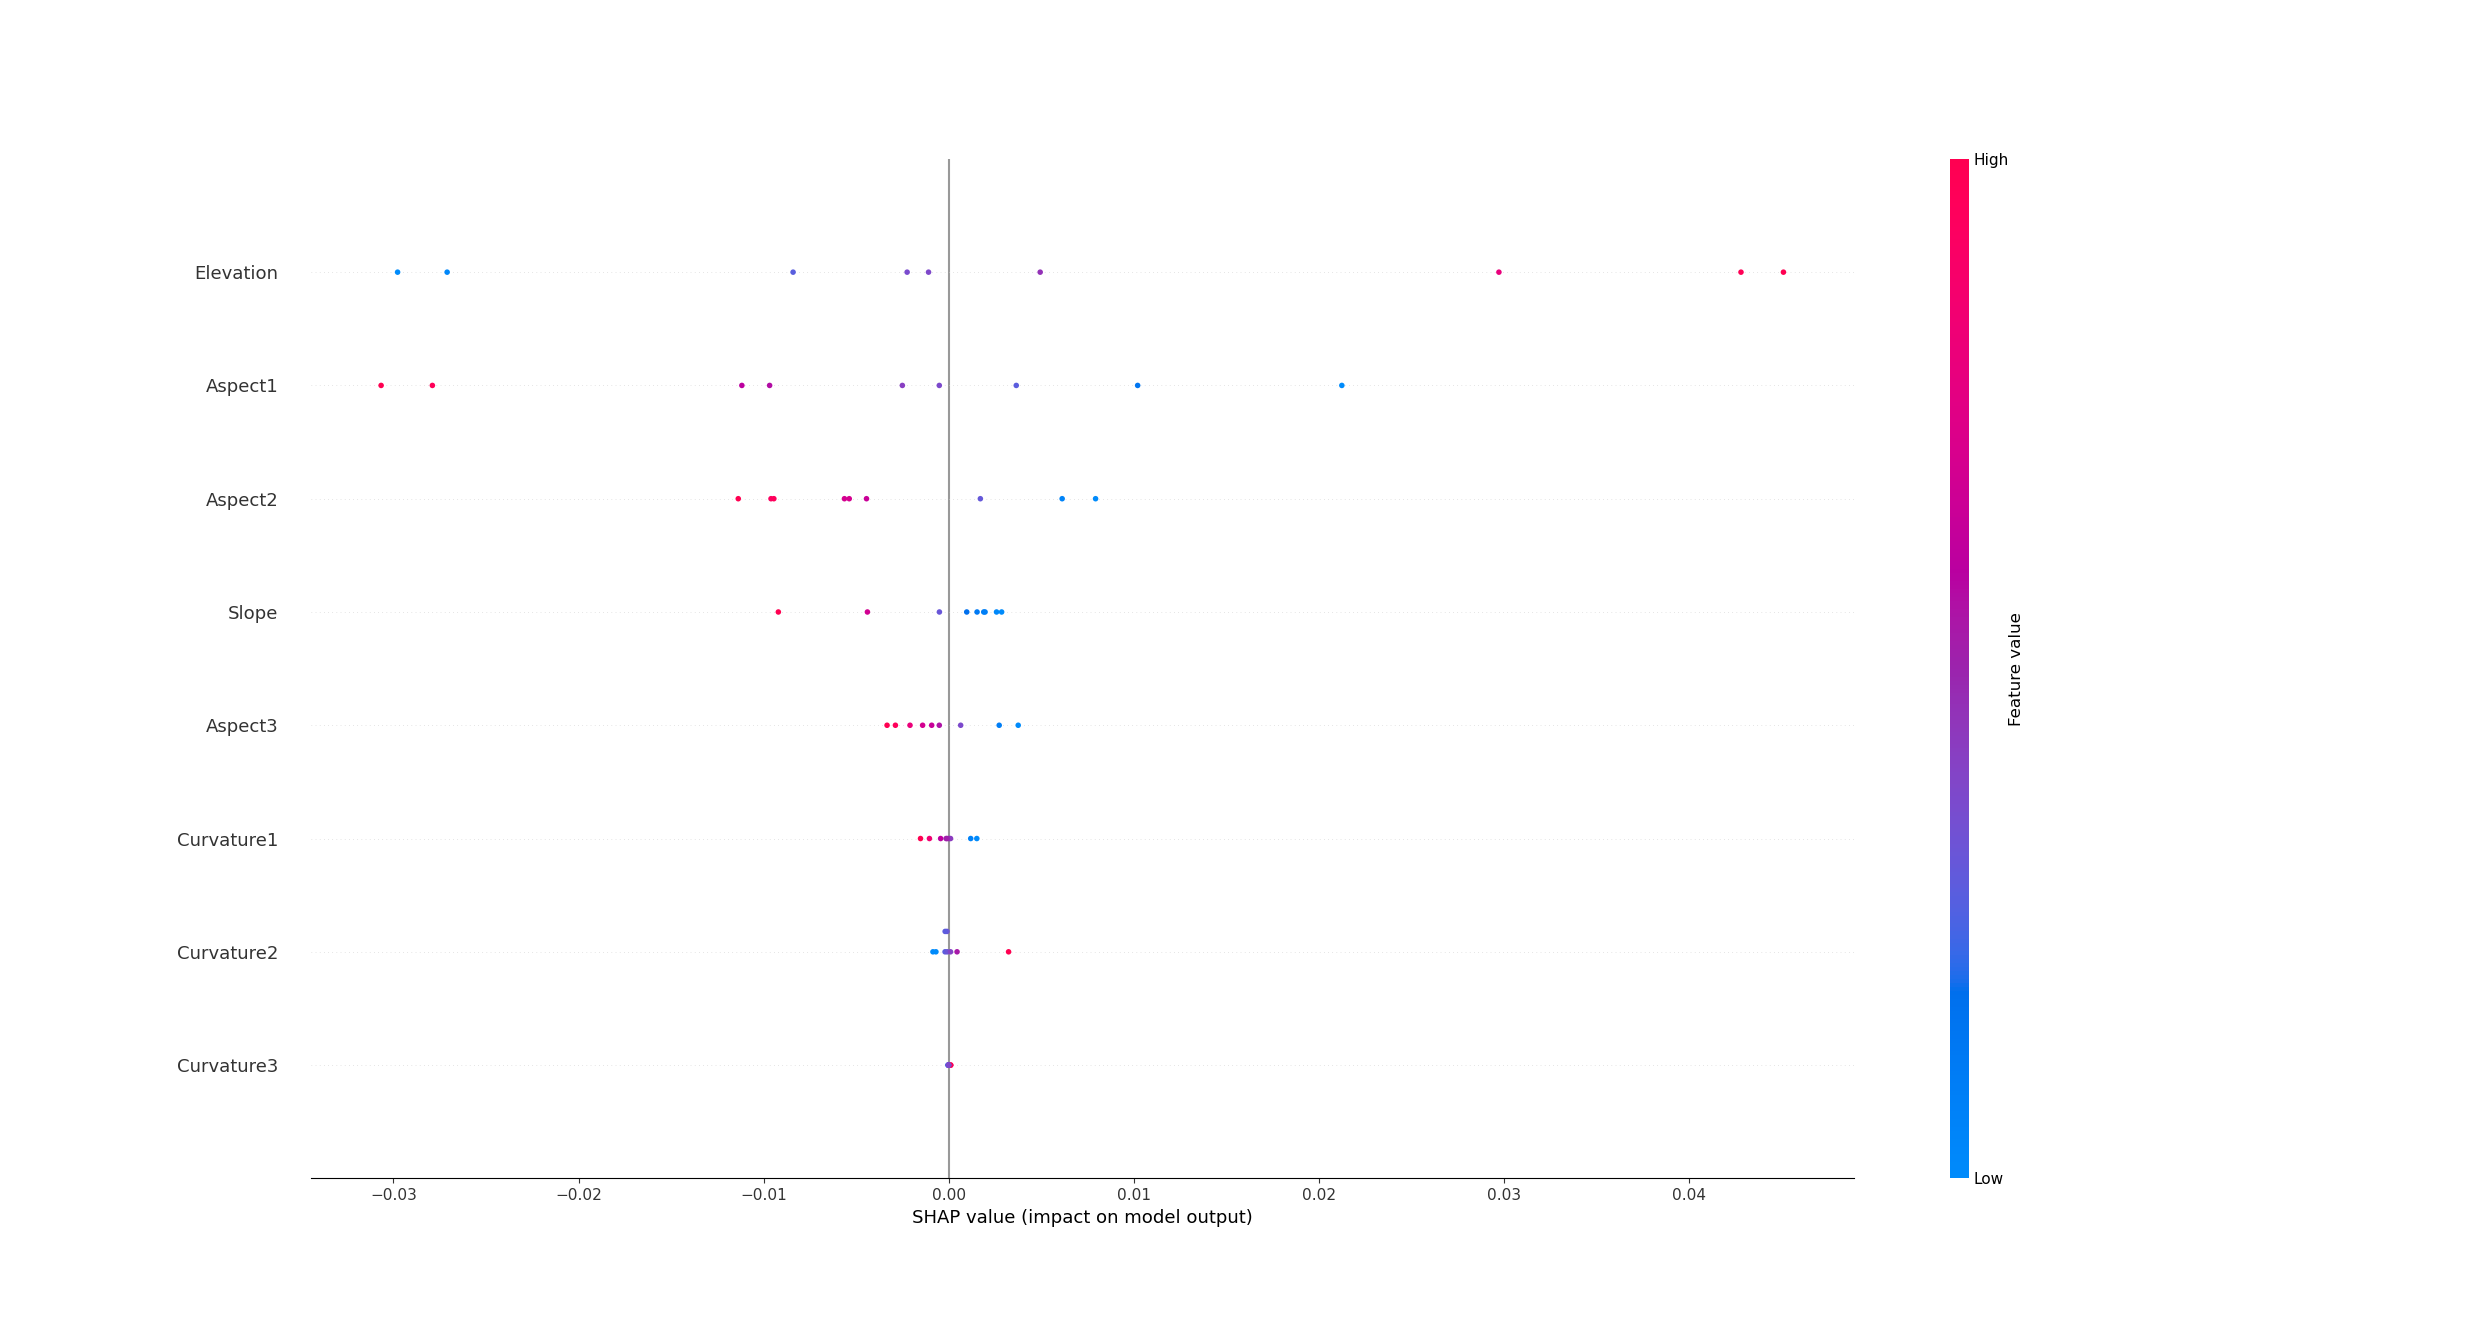 High
Elevation
Aspect1
Aspect2
Slope
Aspect3
Curvature1
Curvature2
Curvature3
Feature value
Low
−0.03 −0.02 −0.01 0.00 0.01 0.02 0.03 0.04
SHAP value (impact on model output)